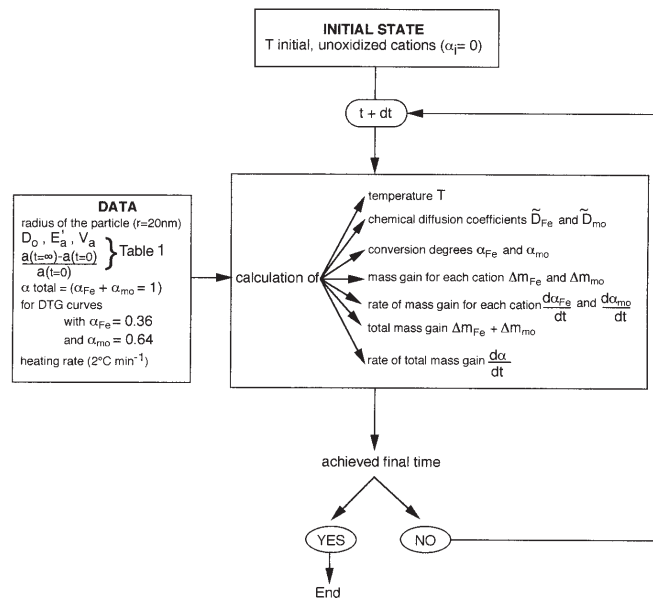 INITIAL STATE
T initial, unoxidized cations (αi= 0)
t + dt
DATA
radius of the particle (r=20nm)
Do , E'a , Va
a(t=∞)-a(t=0)
a(t=0)
} Table 1
α total = (αFe + αmo = 1)
for DTG curves
with αFe = 0.36
and αmo = 0.64
heating rate (2°C min-1)
calculation of
temperature T
chemical diffusion coefficients D̃Fe and D̃mo
conversion degrees αFe and αmo
mass gain for each cation ΔmFe and Δmmo
rate of mass gain for each cation dαFe/dt and dαmo/dt
total mass gain ΔmFe + Δmmo
rate of total mass gain dα/dt
achieved final time
YES
NO
End